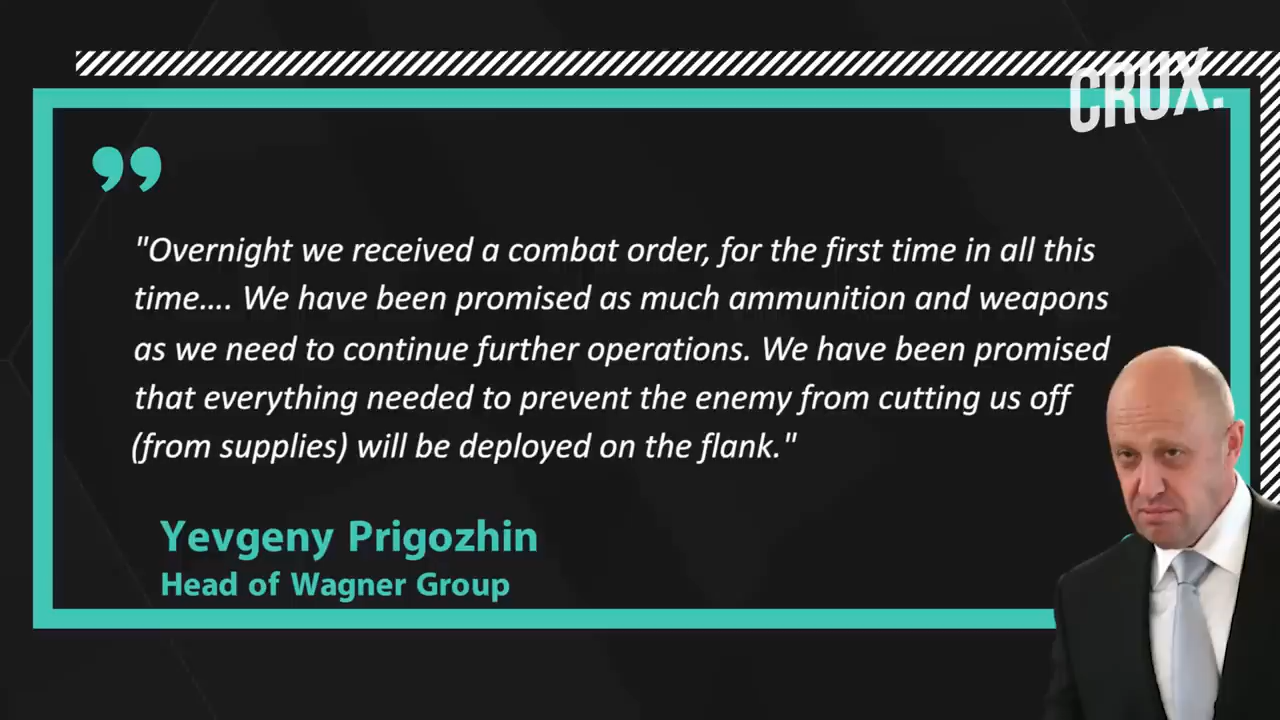 CRUX.
"Overnight we received a combat order, for the first time in all this
time.... We have been promised as much ammunition and weapons
as we need to continue further operations. We have been promised
that everything needed to prevent the enemy from cutting us off
(from supplies) will be deployed on the flank."
Yevgeny Prigozhin
Head of Wagner Group